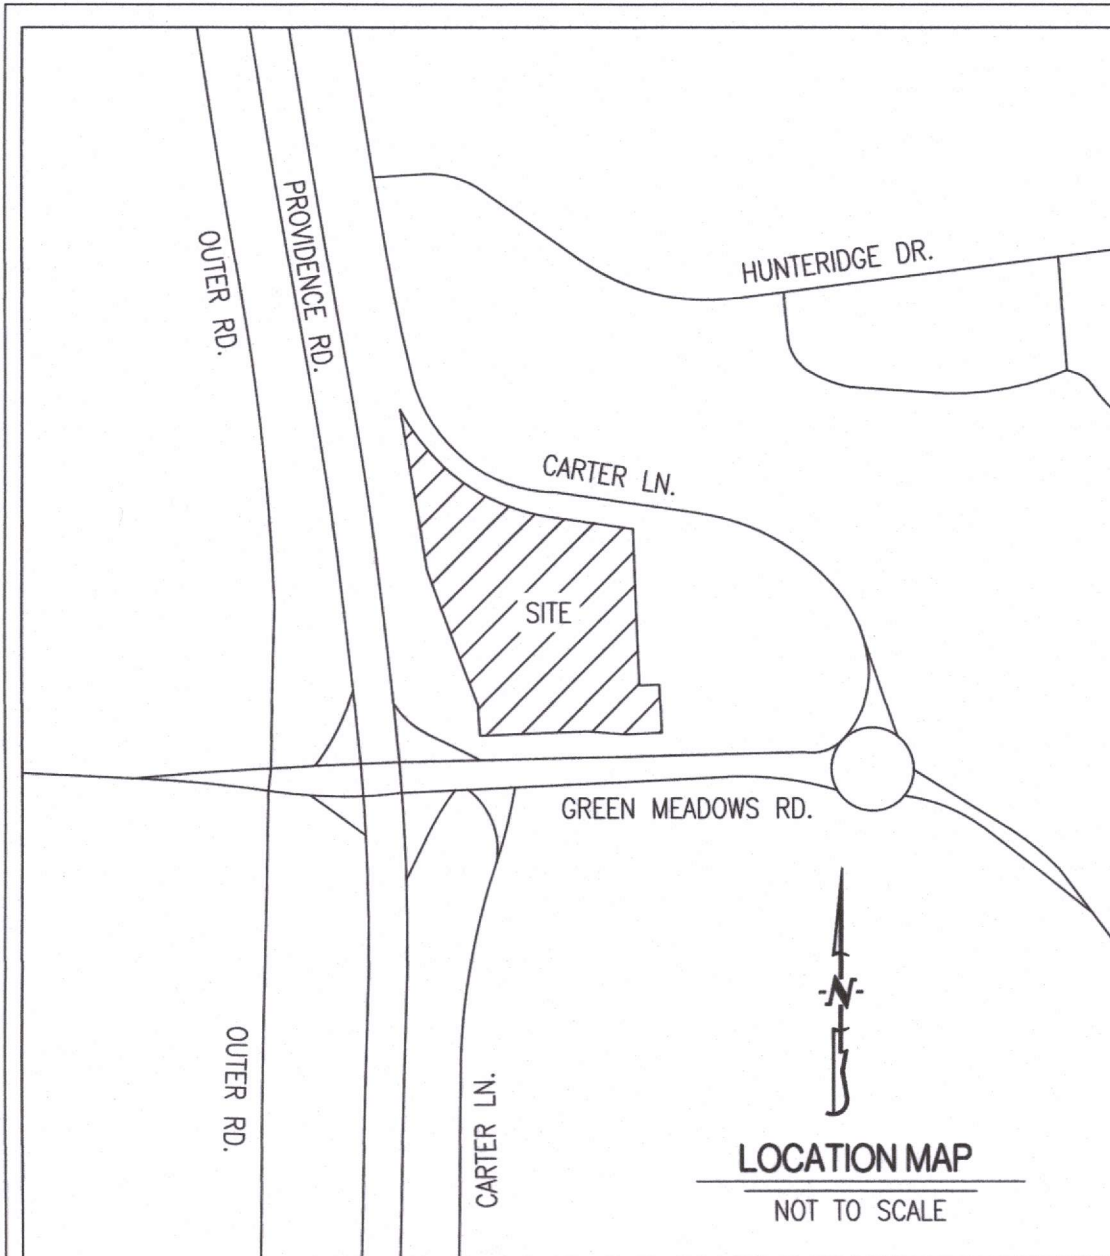 PROVIDENCE RD.
OUTER RD.
HUNTERIDGE DR.
CARTER LN.
SITE
GREEN MEADOWS RD.
-N-
OUTER RD.
CARTER LN.
LOCATION MAP
NOT TO SCALE